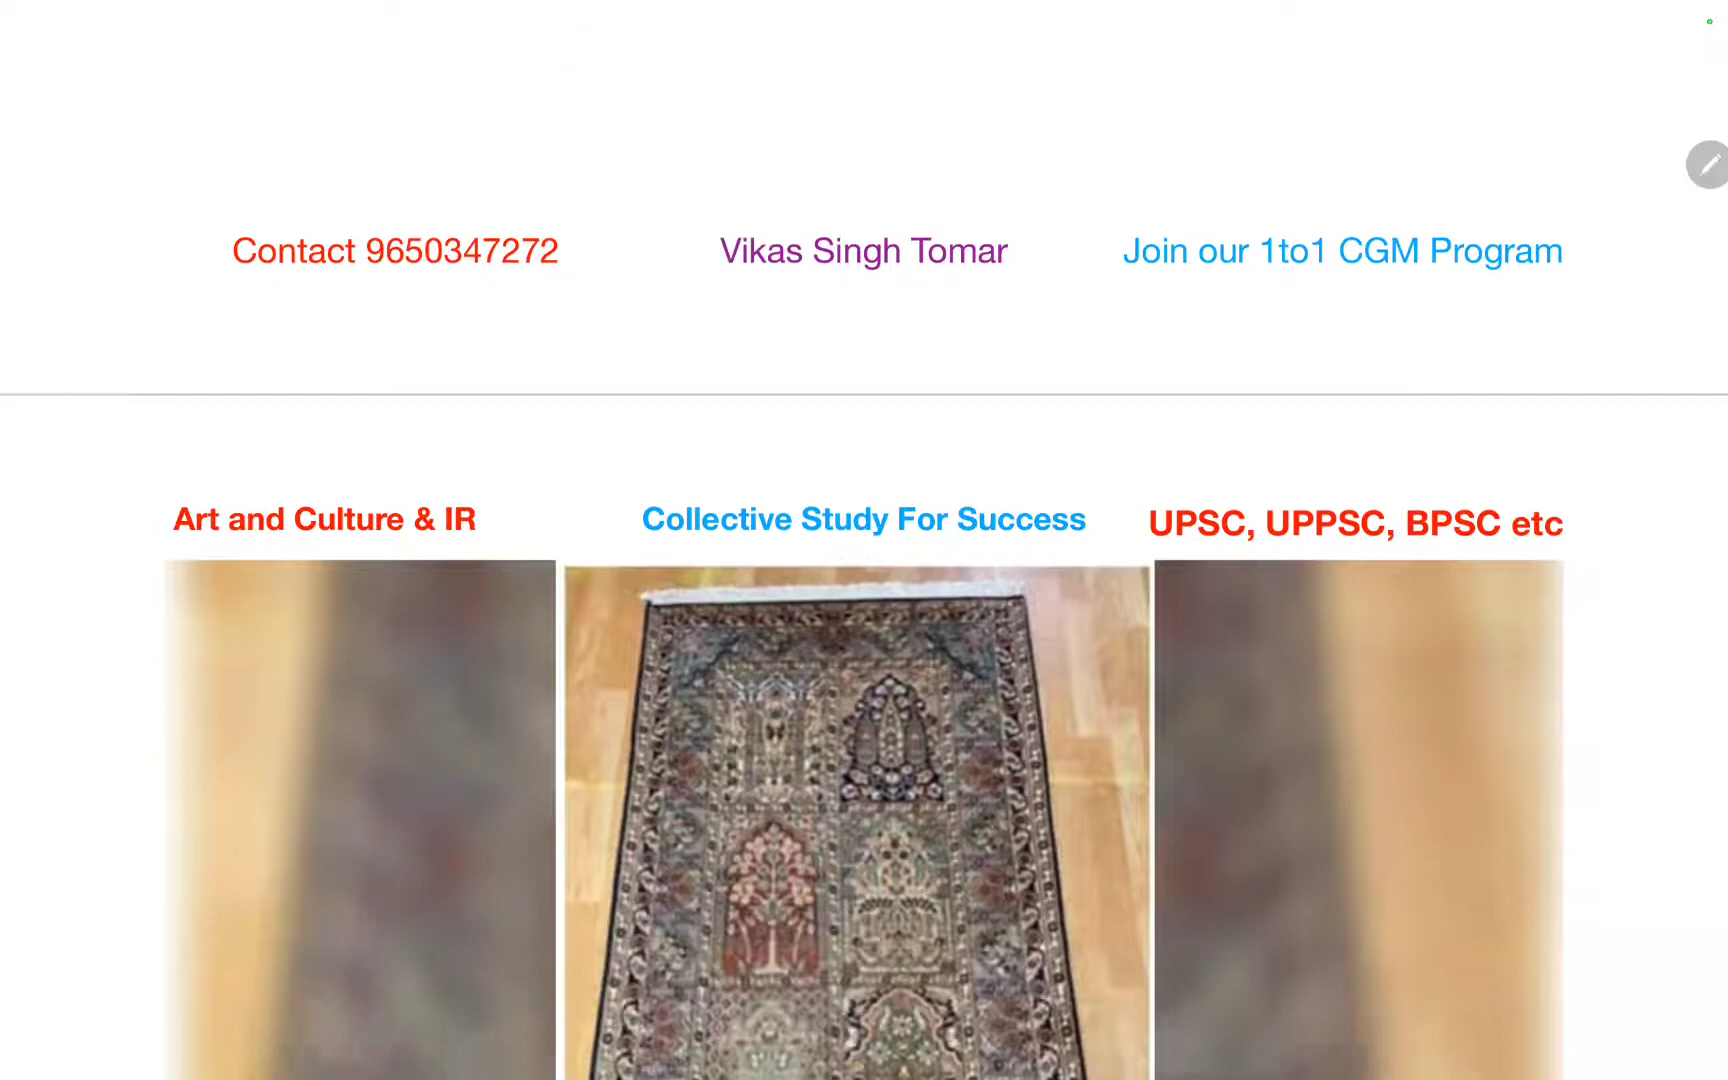 Contact 9650347272
Vikas Singh Tomar
Join our 1to1 CGM Program
Art and Culture & IR
Collective Study For Success
UPSC, UPPSC, BPSC etc